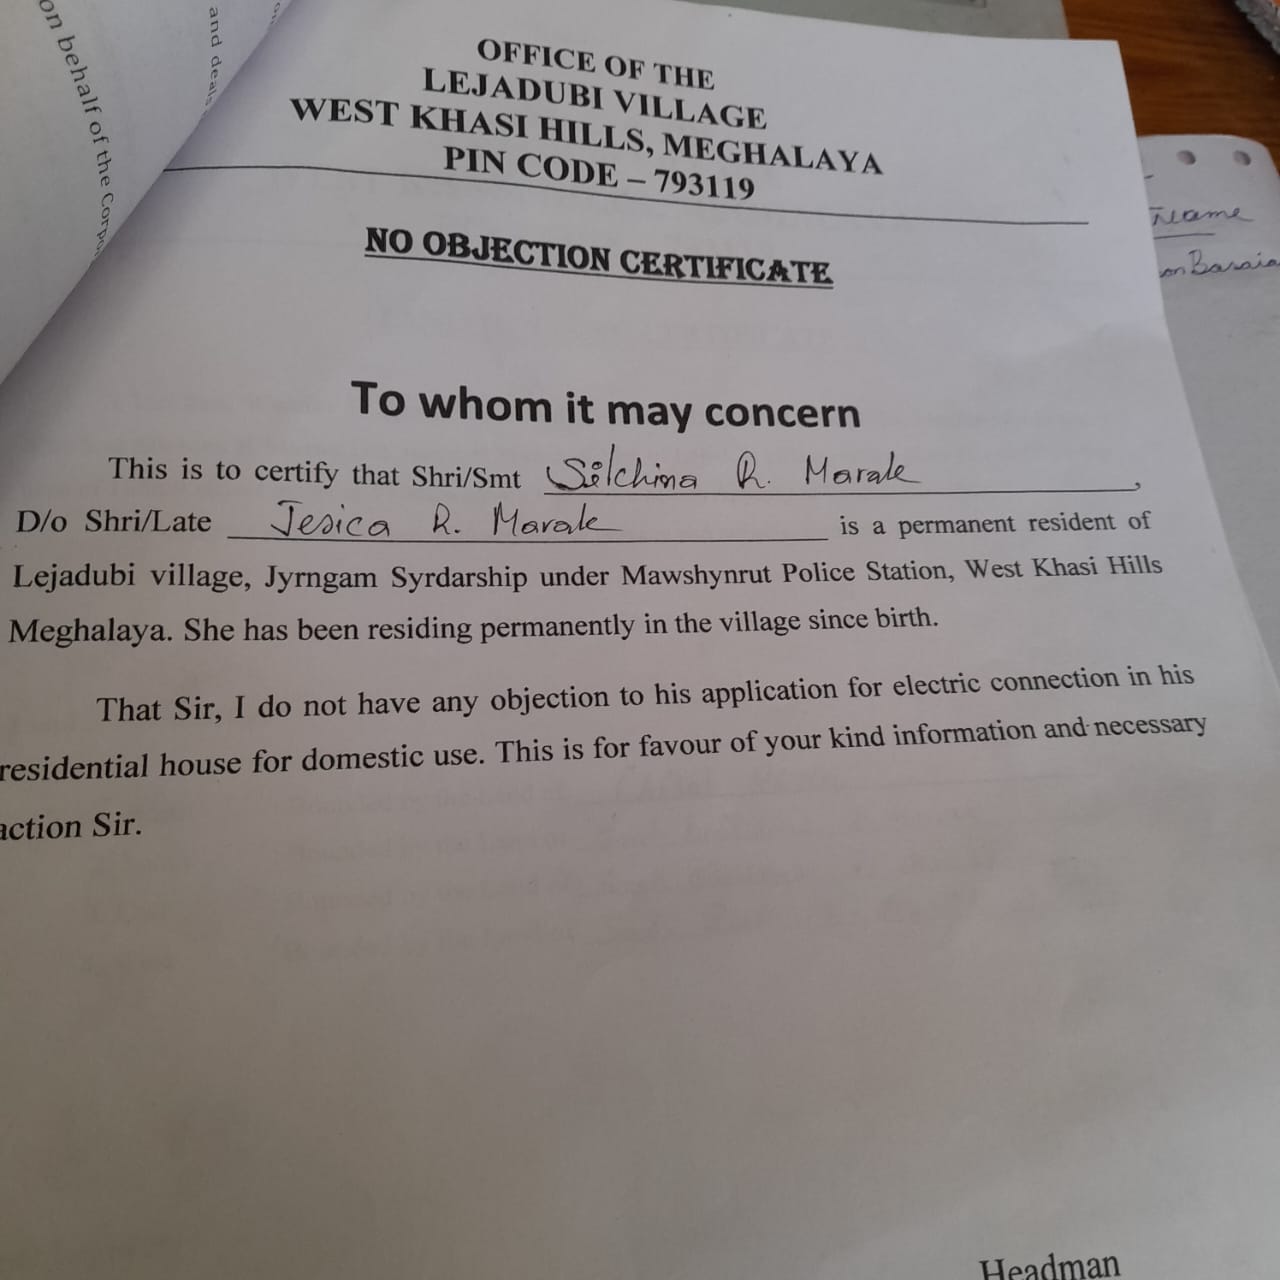 on behalf of the Corpo
and deals
OFFICE OF THE
LEJADUBI VILLAGE
WEST KHASI HILLS, MEGHALAYA
PIN CODE – 793119
NO OBJECTION CERTIFICATE
To whom it may concern
This is to certify that Shri/Smt Silchina R. Marak,
D/o Shri/Late Jesica R. Marak is a permanent resident of
Lejadubi village, Jyrngam Syrdarship under Mawshynrut Police Station, West Khasi Hills
Meghalaya. She has been residing permanently in the village since birth.
That Sir, I do not have any objection to his application for electric connection in his
residential house for domestic use. This is for favour of your kind information and necessary
action Sir.
Headman
Name